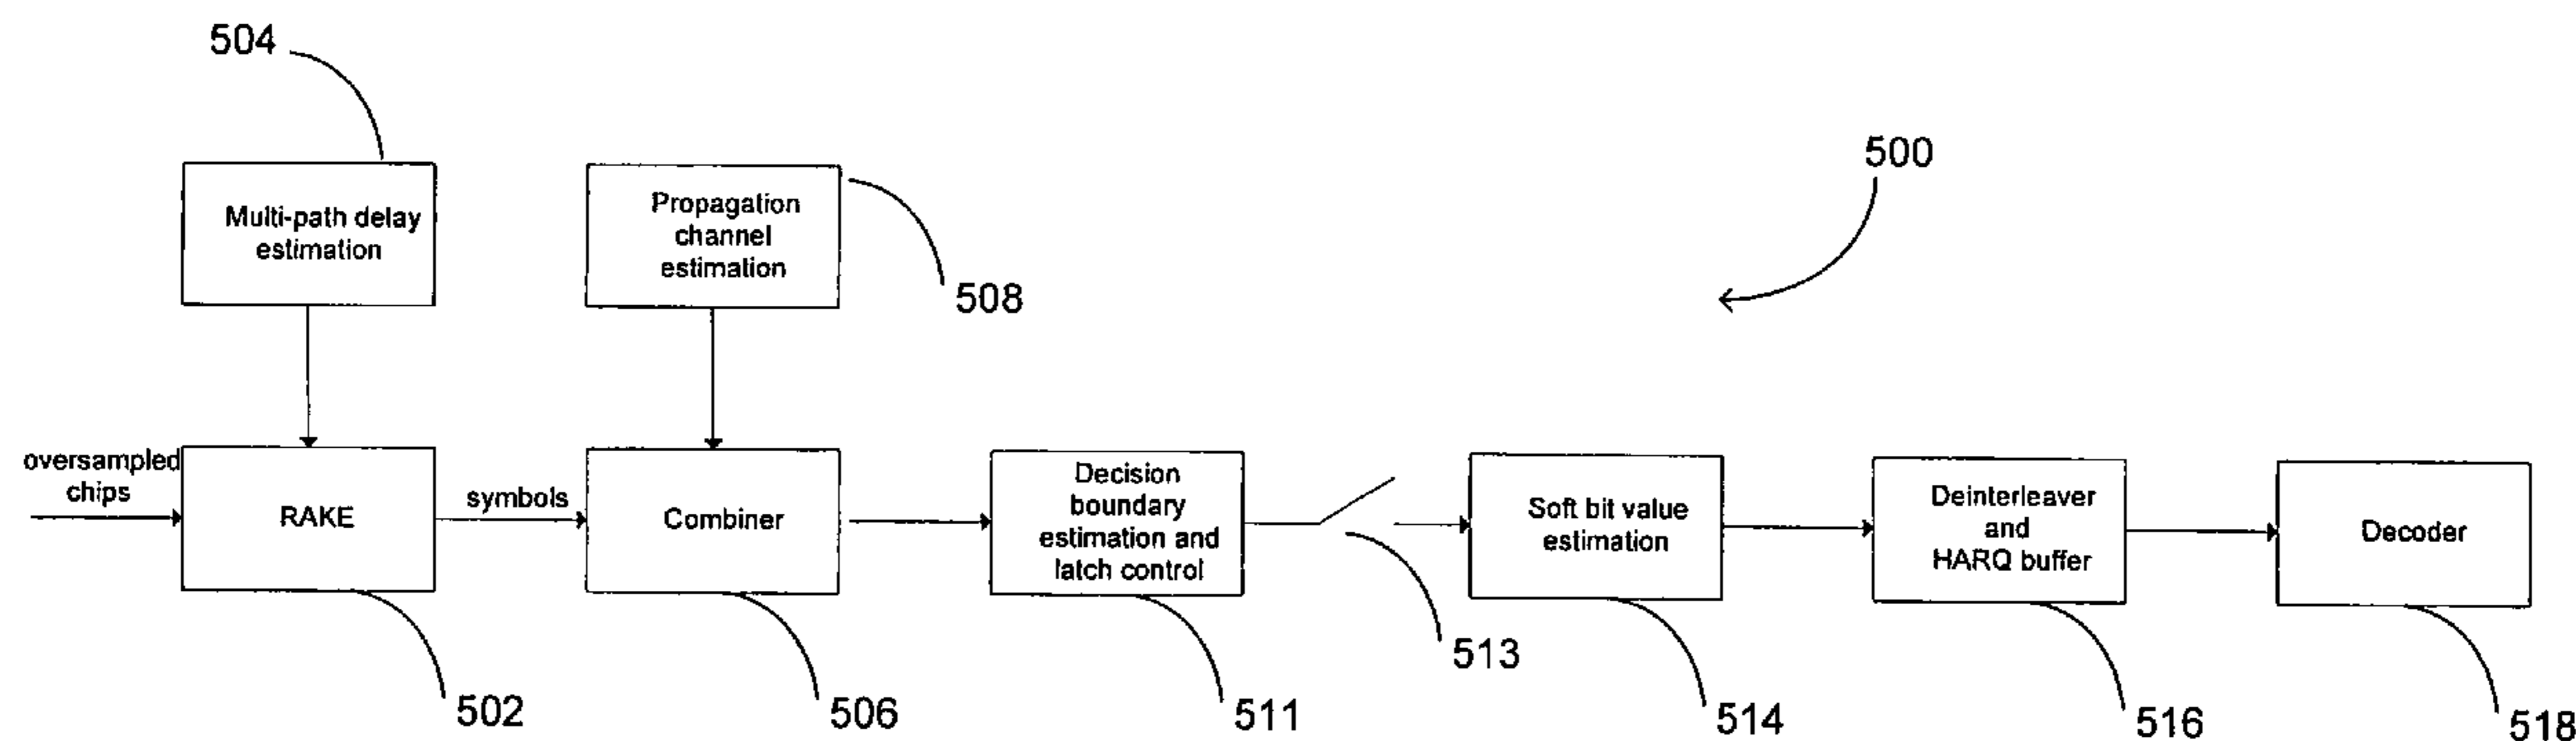 504
500
Multi-path delay
estimation
Propagation
channel
estimation
508
oversampled
chips
RAKE
symbols
Combiner
Decision
boundary
estimation and
latch control
Soft bit value
estimation
Deinterleaver
and
HARQ buffer
Decoder
502
506
511
513
514
516
518